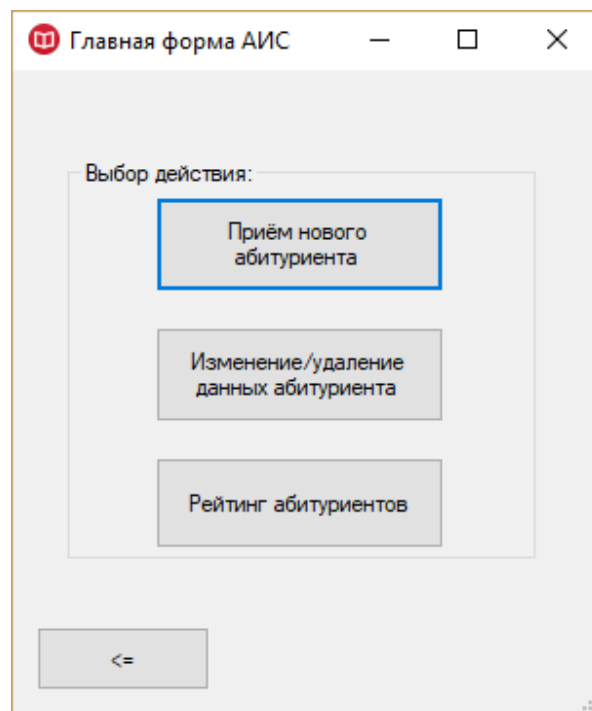 Главная форма АИС
Выбор действия:
Приём нового
абитуриента
Изменение/удаление
данных абитуриента
Рейтинг абитуриентов
<=